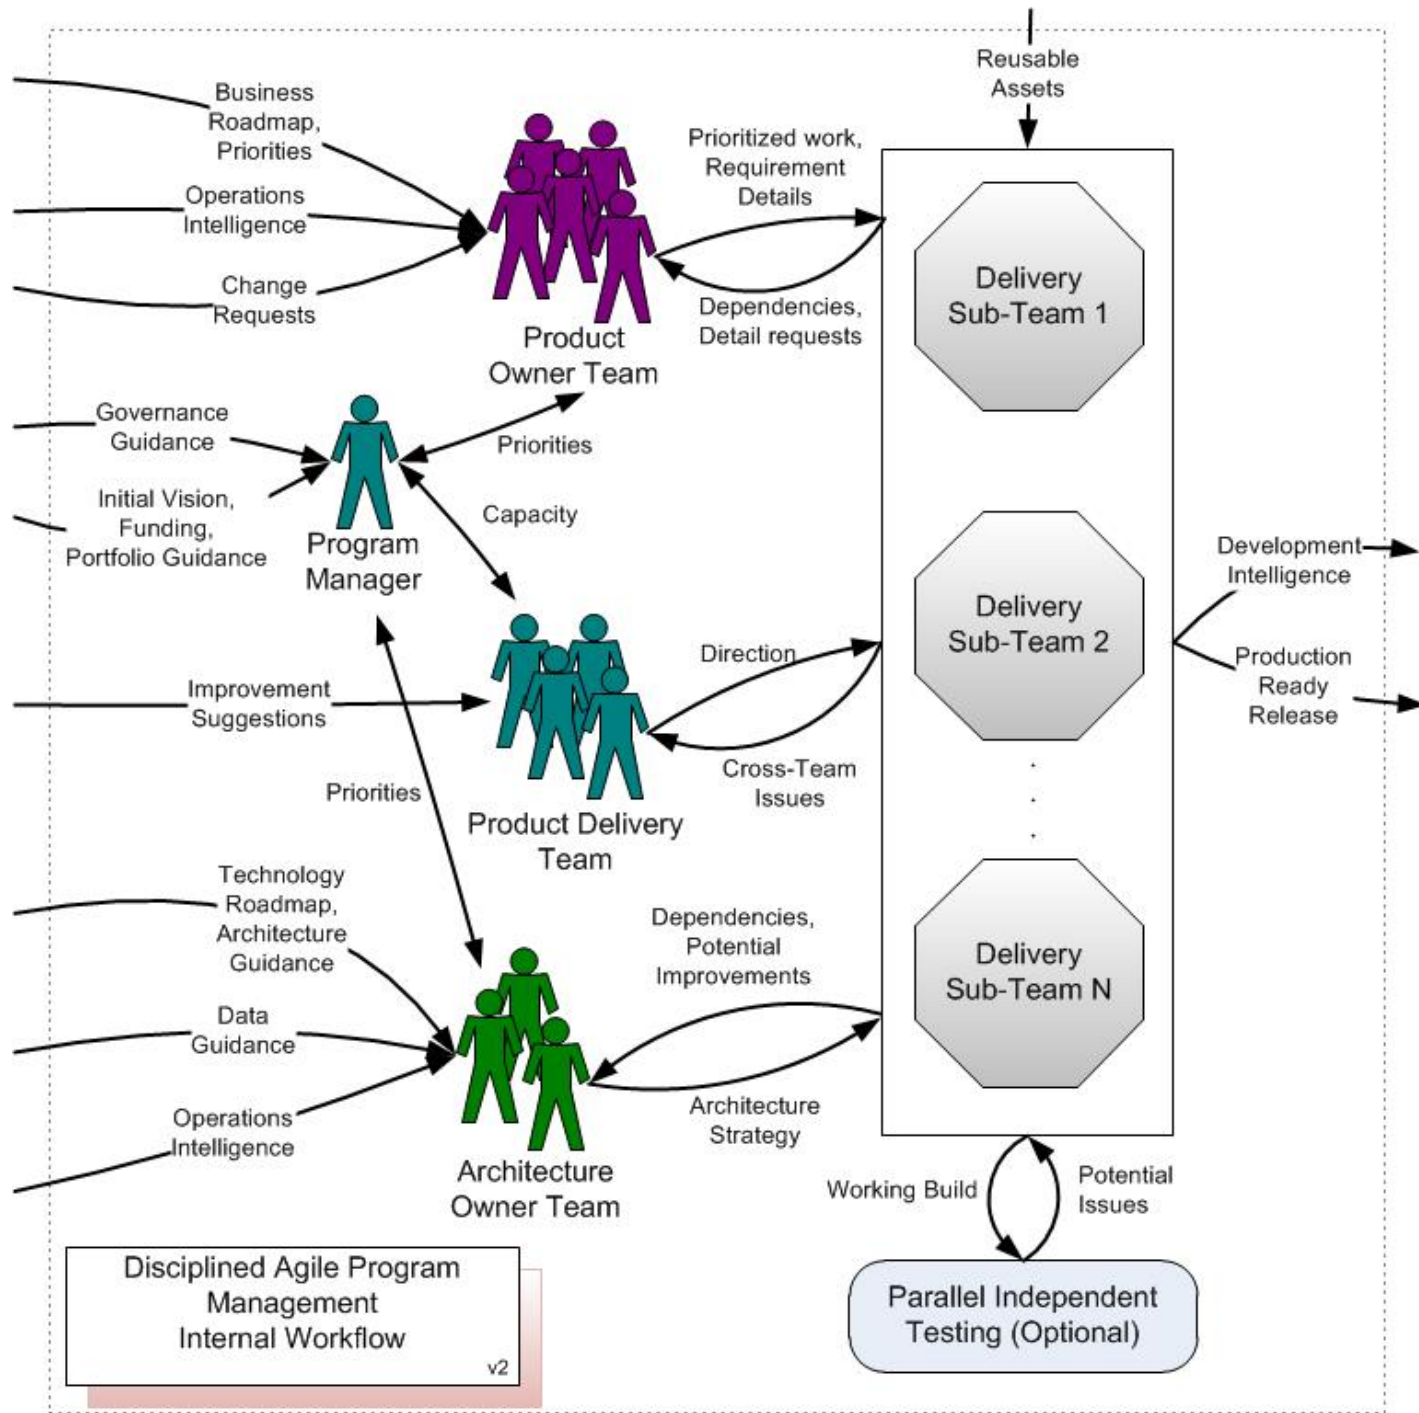 Reusable
Assets
Business
Roadmap,
Priorities
Operations
Intelligence
Change
Requests
Product
Owner Team
Prioritized work,
Requirement
Details
Dependencies,
Detail requests
Delivery
Sub-Team 1
Governance
Guidance
Initial Vision,
Funding,
Portfolio Guidance
Program
Manager
Priorities
Capacity
Delivery
Sub-Team 2
Development
Intelligence
Production
Ready
Release
Improvement
Suggestions
Direction
Cross-Team
Issues
Product Delivery
Team
Priorities
.
.
.
Technology
Roadmap,
Architecture
Guidance
Data
Guidance
Operations
Intelligence
Dependencies,
Potential
Improvements
Architecture
Strategy
Architecture
Owner Team
Delivery
Sub-Team N
Working Build
Potential
Issues
Parallel Independent
Testing (Optional)
Disciplined Agile Program
Management
Internal Workflow
v2